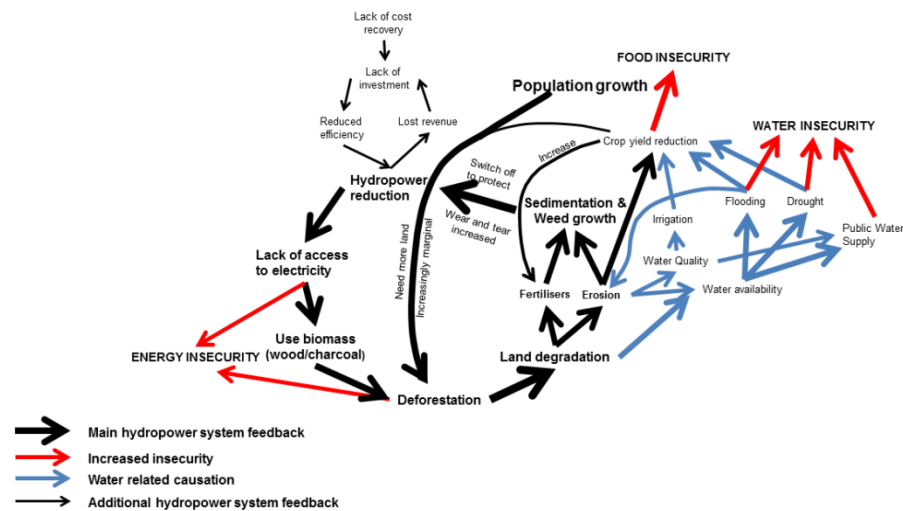 Lack of cost
recovery
Lack of
investment
Reduced
efficiency
Lost revenue
Hydropower
reduction
Population growth
FOOD INSECURITY
Crop yield reduction
WATER INSECURITY
Increase
Switch off
to protect
Wear and tear
increased
Sedimentation &
Weed growth
Flooding
Drought
Irrigation
Public Water
Supply
Water Quality
Water availability
Lack of access
to electricity
Need more land
Increasingly marginal
Fertilisers
Erosion
Use biomass
(wood/charcoal)
ENERGY INSECURITY
Land degradation
Deforestation
Main hydropower system feedback
Increased insecurity
Water related causation
Additional hydropower system feedback